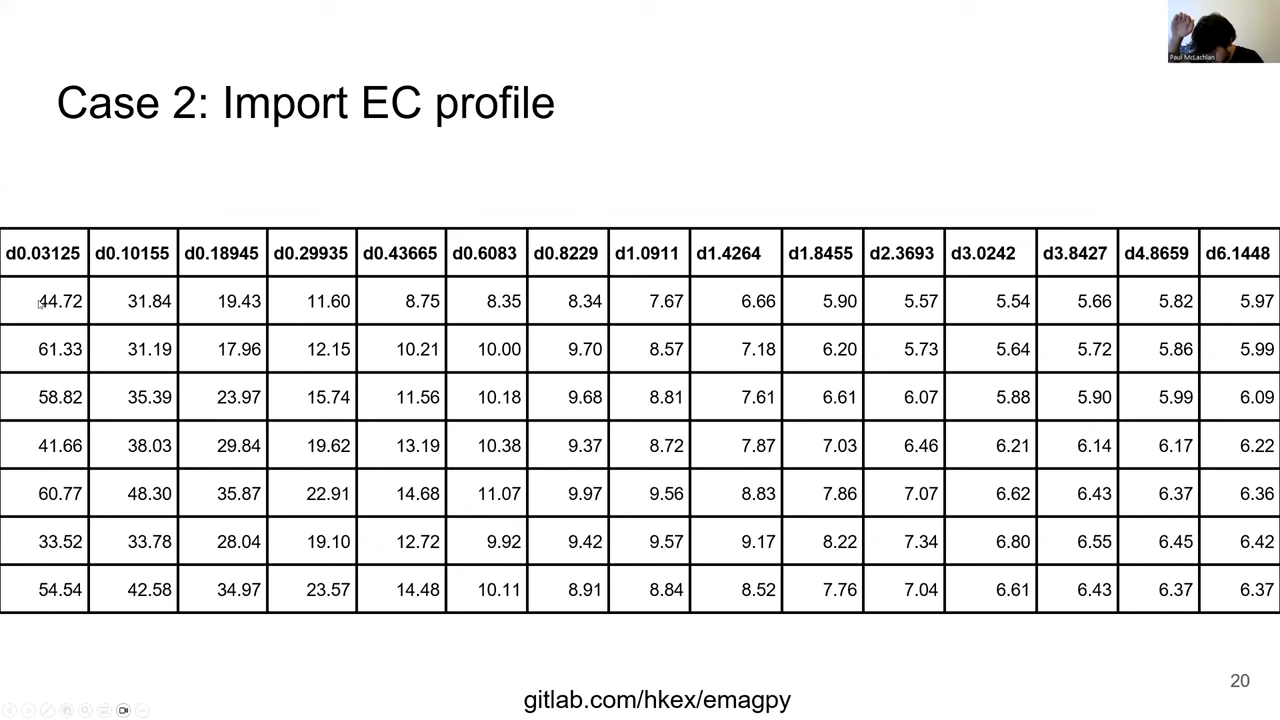 Paul McLachlan
Case 2: Import EC profile
d0.03125 d0.10155 d0.18945 d0.29935 d0.43665 d0.6083 d0.8229 d1.0911 d1.4264 d1.8455 d2.3693 d3.0242 d3.8427 d4.8659 d6.1448
44.72 31.84 19.43 11.60 8.75 8.35 8.34 7.67 6.66 5.90 5.57 5.54 5.66 5.82 5.97
61.33 31.19 17.96 12.15 10.21 10.00 9.70 8.57 7.18 6.20 5.73 5.64 5.72 5.86 5.99
58.82 35.39 23.97 15.74 11.56 10.18 9.68 8.81 7.61 6.61 6.07 5.88 5.90 5.99 6.09
41.66 38.03 29.84 19.62 13.19 10.38 9.37 8.72 7.87 7.03 6.46 6.21 6.14 6.17 6.22
60.77 48.30 35.87 22.91 14.68 11.07 9.97 9.56 8.83 7.86 7.07 6.62 6.43 6.37 6.36
33.52 33.78 28.04 19.10 12.72 9.92 9.42 9.57 9.17 8.22 7.34 6.80 6.55 6.45 6.42
54.54 42.58 34.97 23.57 14.48 10.11 8.91 8.84 8.52 7.76 7.04 6.61 6.43 6.37 6.37
20
gitlab.com/hkex/emagpy